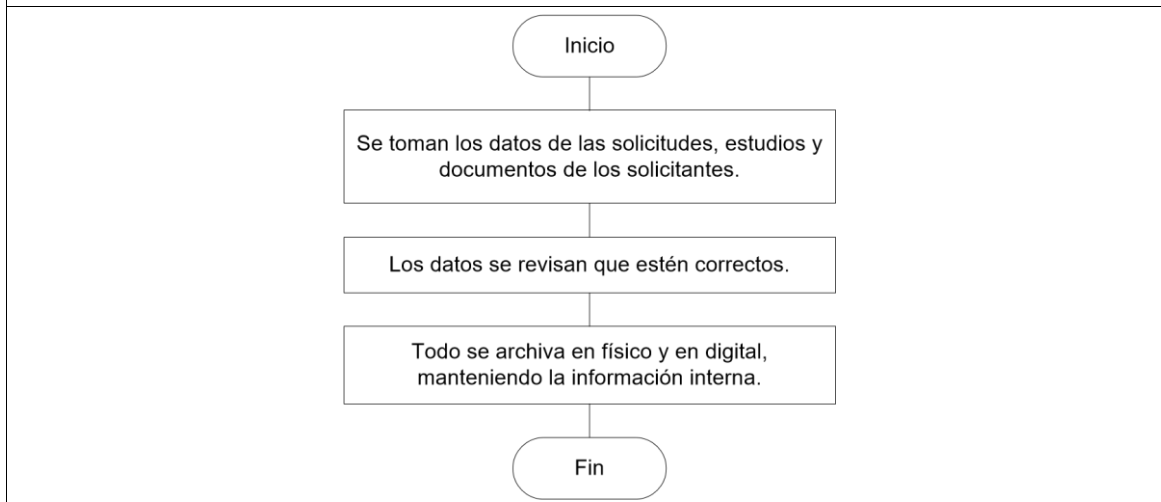 Inicio
Se toman los datos de las solicitudes, estudios y
documentos de los solicitantes.
Los datos se revisan que estén correctos.
Todo se archiva en físico y en digital,
manteniendo la información interna.
Fin